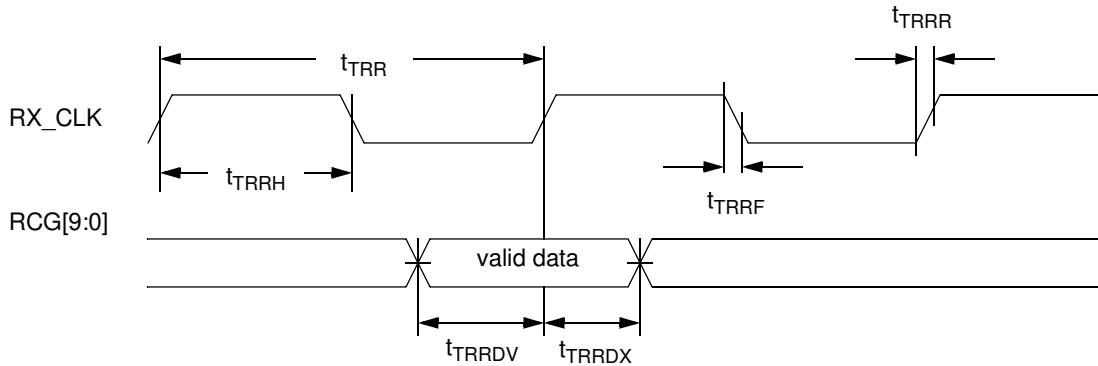 tTRRR
tTRR
RX_CLK
tTRRH
tTRRF
RCG[9:0]
valid data
tTRRDV
tTRRDX